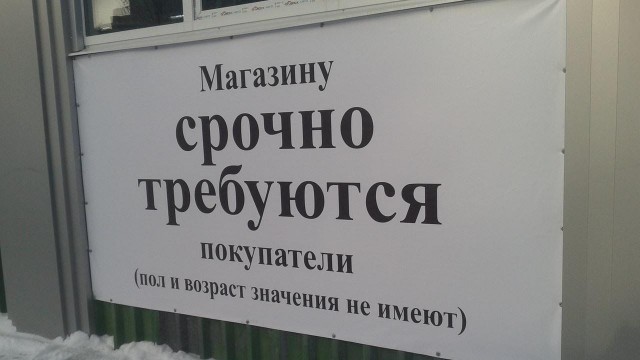 Магазину
срочно
требуются
покупатели
(пол и возраст значения не имеют)